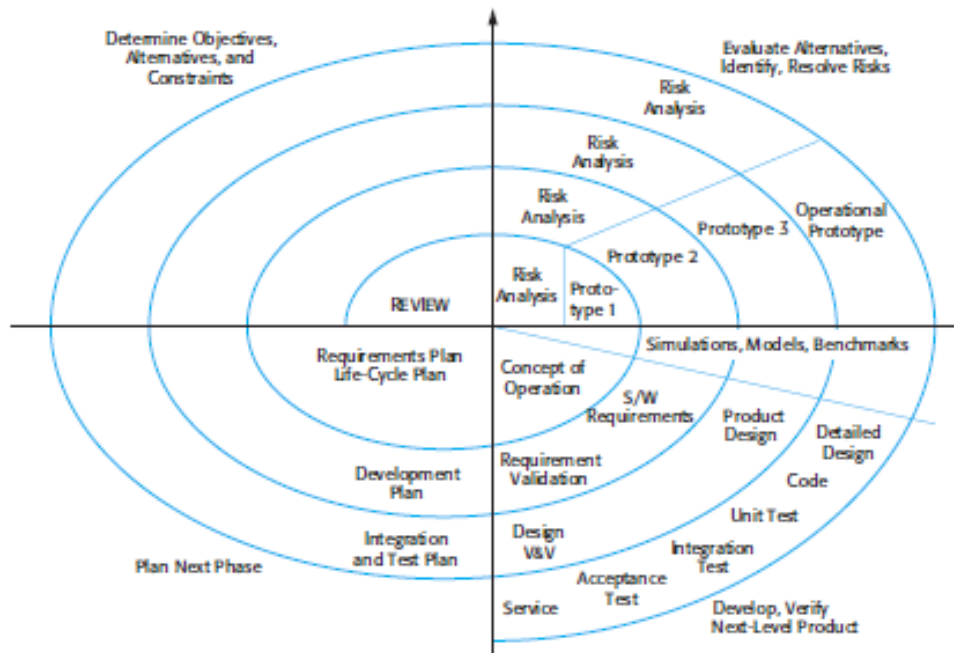 Determine Objectives,
Alternatives, and
Constraints
Evaluate Alternatives,
Identify, Resolve Risks
Risk
Analysis
Risk
Analysis
Risk
Analysis
Risk
Analysis
Proto-
type 1
Prototype 2
Prototype 3
Operational
Prototype
REVIEW
Simulations, Models, Benchmarks
Requirements Plan
Life-Cycle Plan
Concept of
Operation
S/W
Requirements
Product
Design
Detailed
Design
Development
Plan
Requirement
Validation
Code
Unit Test
Integration
and Test Plan
Design
V&V
Integration
Test
Plan Next Phase
Acceptance
Test
Service
Develop, Verify
Next-Level Product